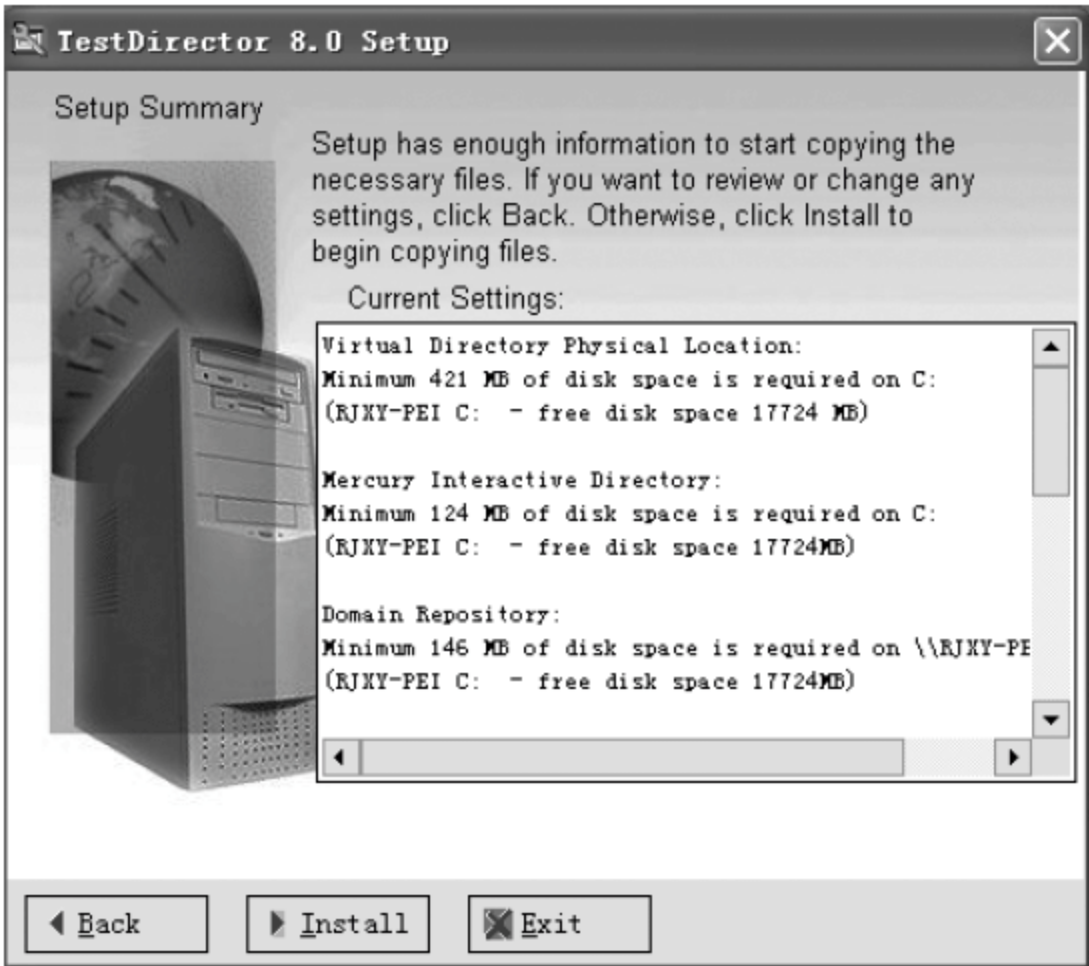 TestDirector 8.0 Setup
Setup Summary
Setup has enough information to start copying the
necessary files. If you want to review or change any
settings, click Back. Otherwise, click Install to
begin copying files.
Current Settings:
Virtual Directory Physical Location:
Minimum 421 MB of disk space is required on C:
(RJXY-PEI C:  - free disk space 17724 MB)
Mercury Interactive Directory:
Minimum 124 MB of disk space is required on C:
(RJXY-PEI C:  - free disk space 17724MB)
Domain Repository:
Minimum 146 MB of disk space is required on \\RJXY-PE
(RJXY-PEI C:  - free disk space 17724MB)
Back
Install
Exit